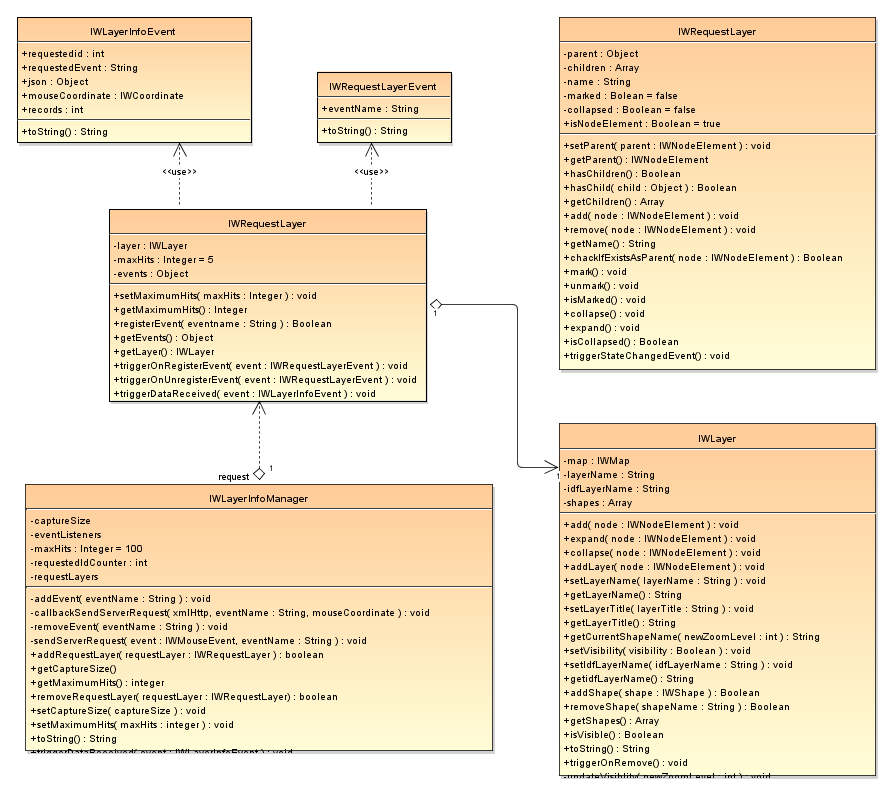 IWLayerInfoEvent
+requestedid : int
+requestedEvent : String
+json : Object
+mouseCoordinate : IWCoordinate
+records : int
+toString() : String
IWRequestLayerEvent
+eventName : String
+toString() : String
<<use>>
<<use>>
IWRequestLayer
-layer : IWLayer
-maxHits : Integer = 5
-events : Object
+setMaximumHits( maxHits : Integer ) : void
+getMaximumHits() : Integer
+registerEvent( eventname : String ) : Boolean
+getEvents() : Object
+getLayer() : IWLayer
+triggerOnRegisterEvent( event : IWRequestLayerEvent ) : void
+triggerOnUnregisterEvent( event : IWRequestLayerEvent ) : void
+triggerDataReceived( event : IWLayerInfoEvent ) : void
1
1
request
1
IWLayerInfoManager
-captureSize
-eventListeners
-maxHits : Integer = 100
-requestedIdCounter : int
-requestLayers
-addEvent( eventName : String ) : void
-callbackSendServerRequest( xmlHttp, eventName : String, mouseCoordinate ) : void
-removeEvent( eventName : String ) : void
-sendServerRequest( event : IWMouseEvent, eventName : String ) : void
+addRequestLayer( requestLayer : IWRequestLayer ) : boolean
+getCaptureSize()
+getMaximumHits() : integer
+removeRequestLayer( requestLayer : IWRequestLayer) : boolean
+setCaptureSize( captureSize ) : void
+setMaximumHits( maxHits : integer ) : void
+toString() : String
+triggerDataReceived( event : IWLayerInfoEvent ) : void
IWRequestLayer
-parent : Object
-children : Array
-name : String
-marked : Bolean = false
-collapsed : Boolean = false
+isNodeElement : Boolean = true
+setParent( parent : IWNodeElement ) : void
+getParent() : IWNodeElement
+hasChildren() : Boolean
+hasChild( child : Object ) : Boolean
+getChildren() : Array
+add( node : IWNodeElement ) : void
+remove( node : IWNodeElement ) : void
+getName() : String
+chackIfExistsAsParent( node : IWNodeElement ) : Boolean
+mark() : void
+unmark() : void
+isMarked() : void
+collapse() : void
+expand() : void
+isCollapsed() : Boolean
+triggerStateChangedEvent() : void
IWLayer
-map : IWMap
-layerName : String
-idfLayerName : String
-shapes : Array
+add( node : IWNodeElement ) : void
+expand( node : IWNodeElement ) : void
+collapse( node : IWNodeElement ) : void
+addLayer( node : IWNodeElement ) : void
+setLayerName( layerName : String ) : void
+getLayerName() : String
+setLayerTitle( layerTitle : String ) : void
+getLayerTitle() : String
+getCurrentShapeName( newZoomLevel : int ) : String
+setVisibility( visibility : Boolean ) : void
+setIdfLayerName( idfLayerName : String ) : void
+getidfLayerName() : String
+addShape( shape : IWShape ) : Boolean
+removeShape( shapeName : String ) : Boolean
+getShapes() : Array
+isVisible() : Boolean
+toString() : String
+triggerOnRemove() : void
-updateVisiblity( newZoomLevel : int ) : void